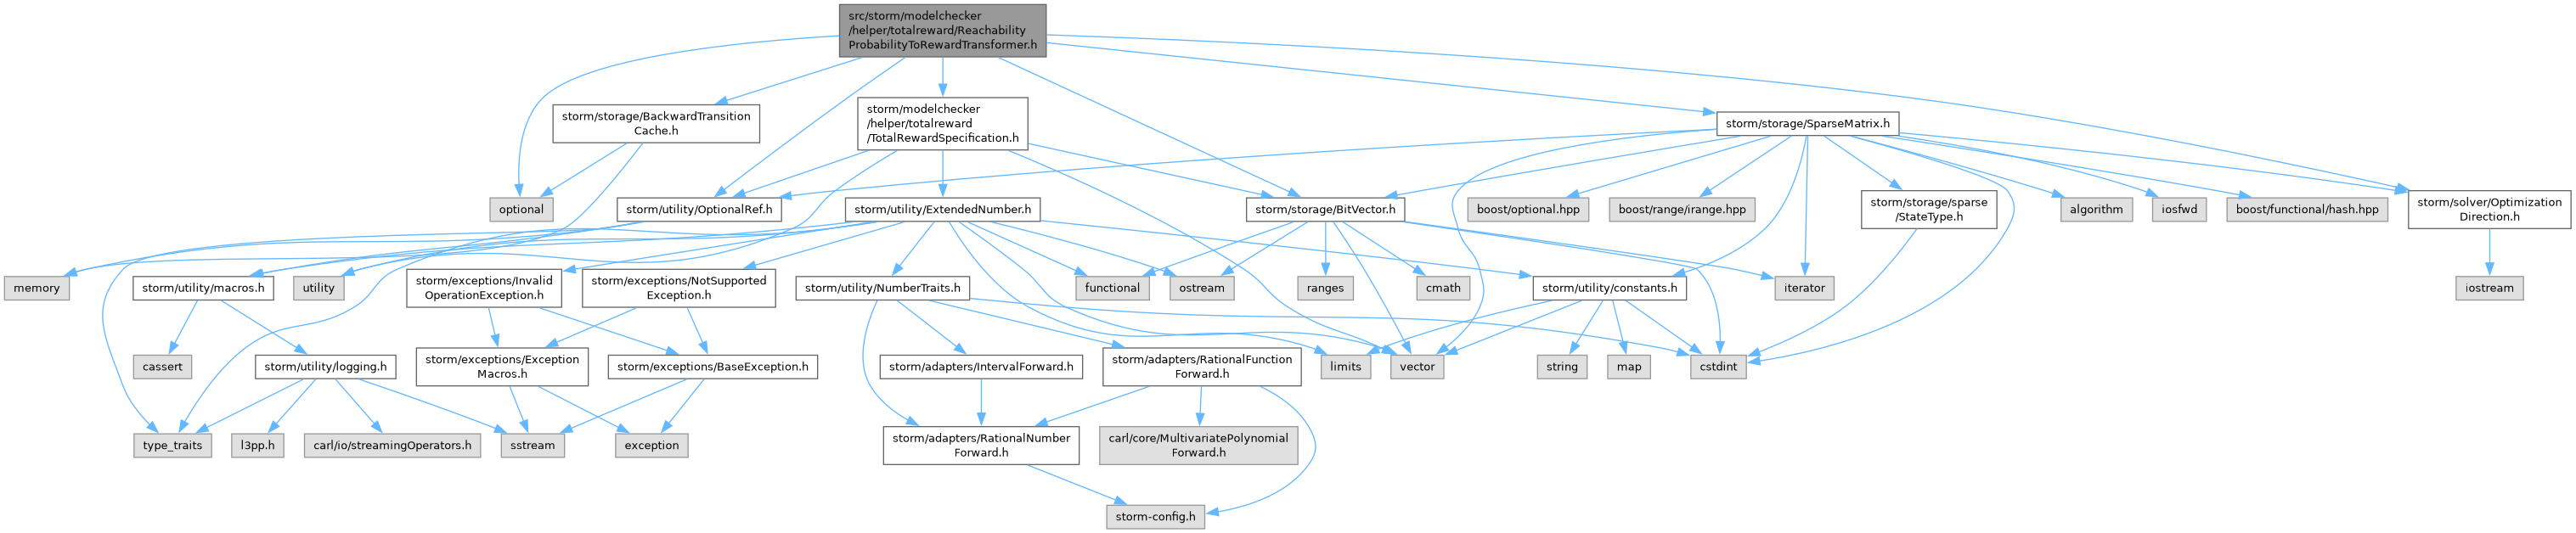 src/storm/modelchecker
/helper/totalreward/Reachability
ProbabilityToRewardTransformer.h
storm/storage/BackwardTransition
Cache.h
storm/modelchecker
/helper/totalreward
/TotalRewardSpecification.h
storm/storage/SparseMatrix.h
optional
storm/utility/OptionalRef.h
storm/utility/ExtendedNumber.h
storm/storage/BitVector.h
boost/optional.hpp
boost/range/irange.hpp
storm/storage/sparse
/StateType.h
algorithm
iosfwd
boost/functional/hash.hpp
storm/solver/Optimization
Direction.h
memory
storm/utility/macros.h
utility
storm/exceptions/Invalid
OperationException.h
storm/exceptions/NotSupported
Exception.h
storm/utility/NumberTraits.h
functional
ostream
ranges
cmath
storm/utility/constants.h
iterator
iostream
cassert
storm/utility/logging.h
storm/exceptions/Exception
Macros.h
storm/exceptions/BaseException.h
storm/adapters/IntervalForward.h
storm/adapters/RationalFunction
Forward.h
limits
vector
string
map
cstdint
type_traits
l3pp.h
carl/io/streamingOperators.h
sstream
exception
storm/adapters/RationalNumber
Forward.h
carl/core/MultivariatePolynomial
Forward.h
storm-config.h